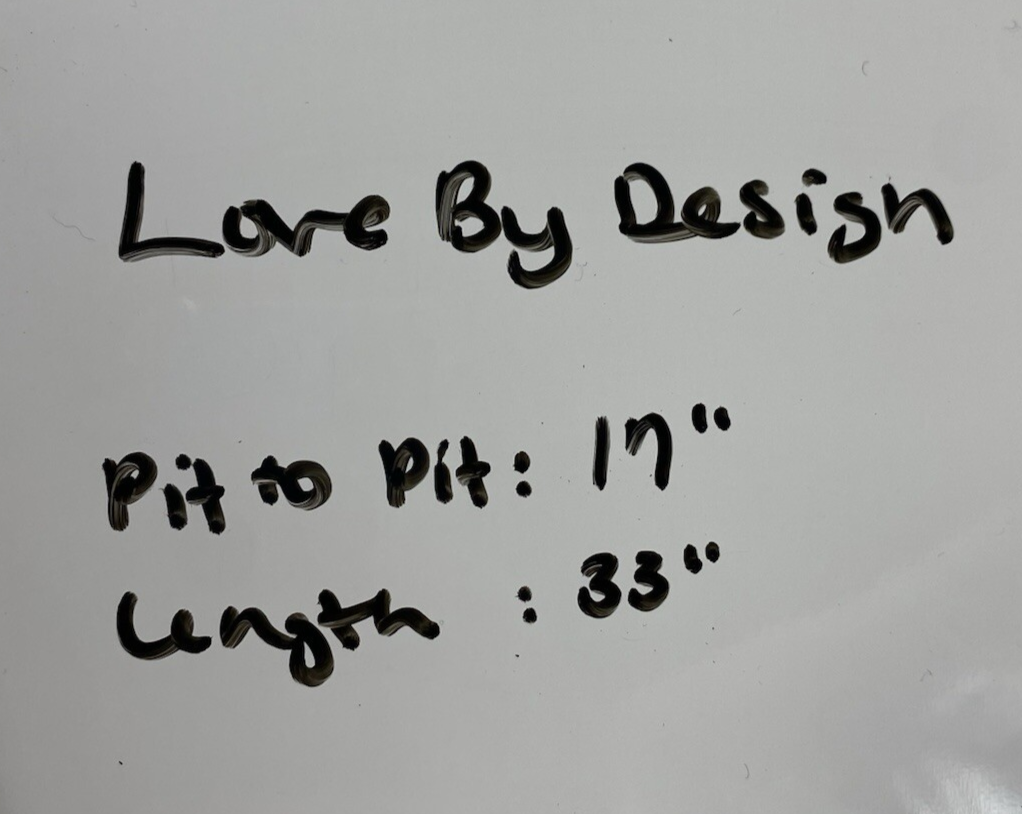 Love By Design
Pit to Pit: 17"
Length : 33"